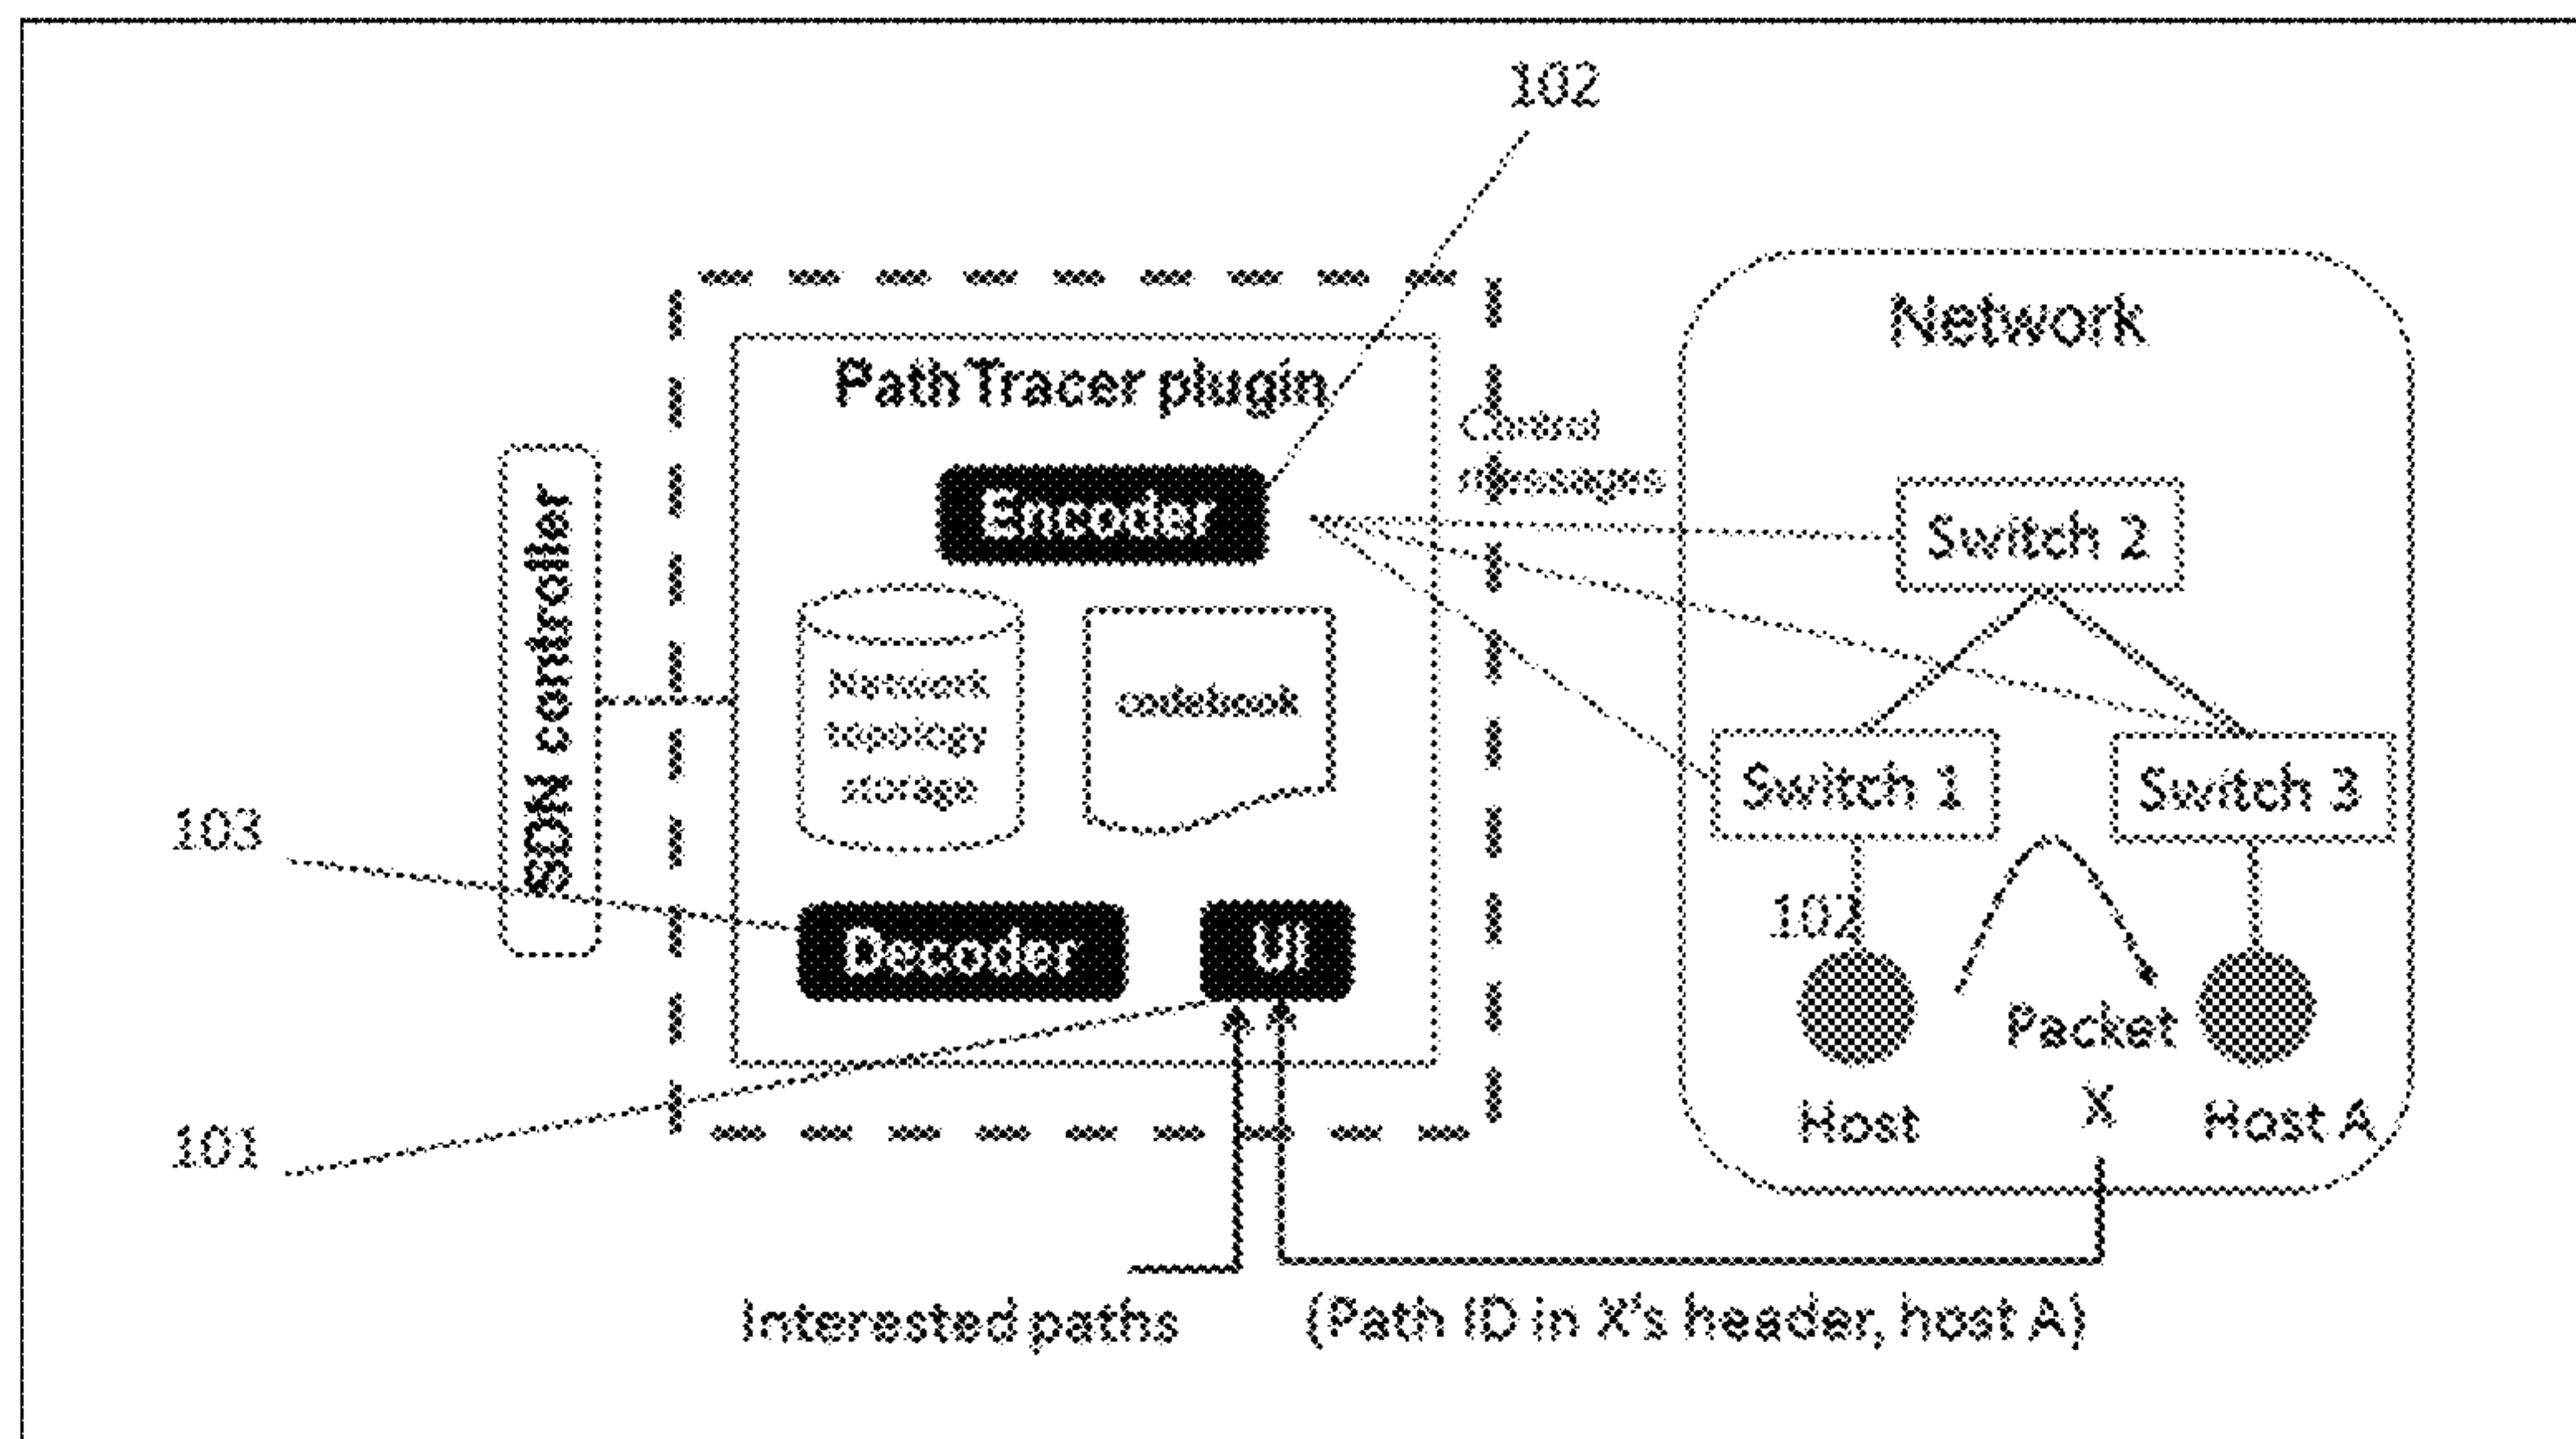 102
Network
PathTracer plugin
Control
messages
Encoder
Switch 2
SDN controller
Network
topology
storage
codebook
Switch 1
Switch 3
103
102
Decoder
UI
Packet
X
Host
Host A
101
Interested paths
(Path ID in X's header, host A)